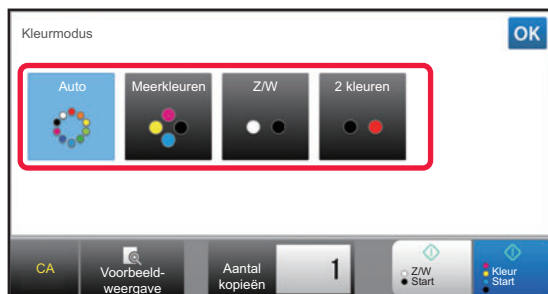 Kleurmodus
OK
Auto
Meerkleuren
Z/W
2 kleuren
CA
Voorbeeld-
weergave
Aantal
kopieën
1
Z/W
Start
Kleur
Start